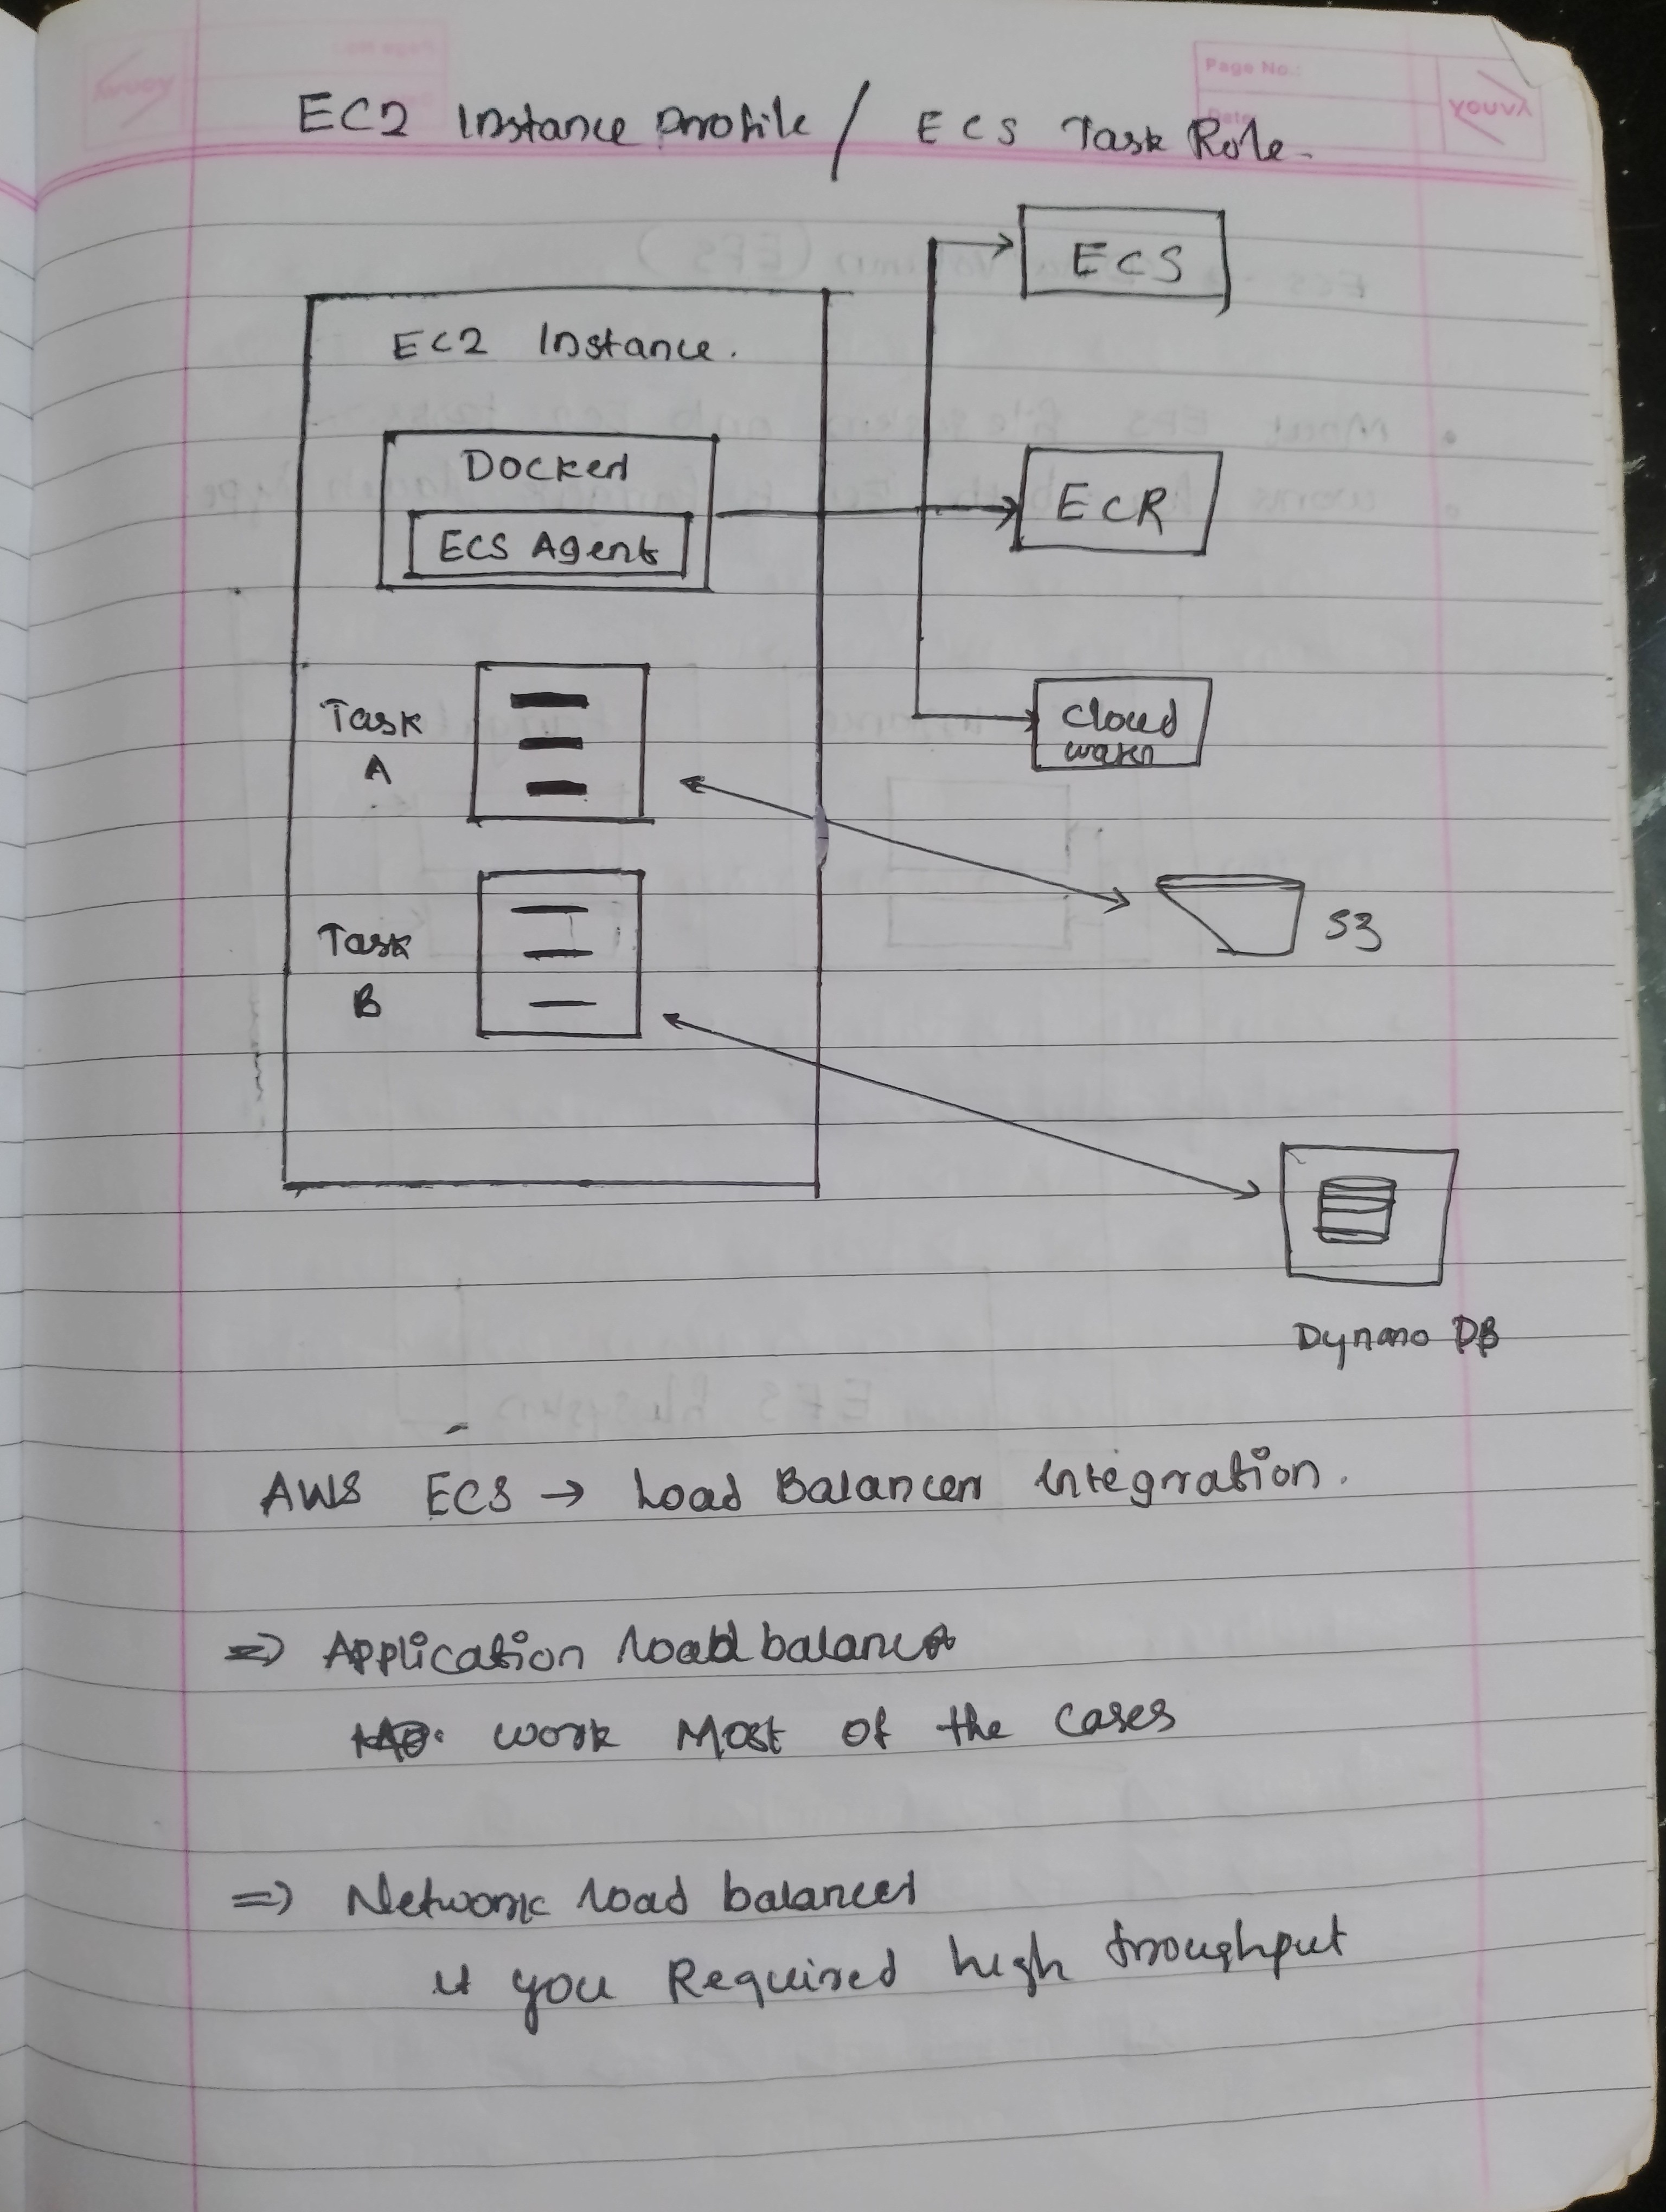 Page No.:
Date
YOUVA
EC2 Instance Profile / ECS Task Role.
ECS
EC2 Instance.
Docker
ECS Agent
ECR
Task
A
Cloud
S3
Task
B
Dynamo DB
AWS ECS → Load Balancer Integration.
=> Application load balancer
work Most of the cases
=> Network load balancer
if you Required high throughput